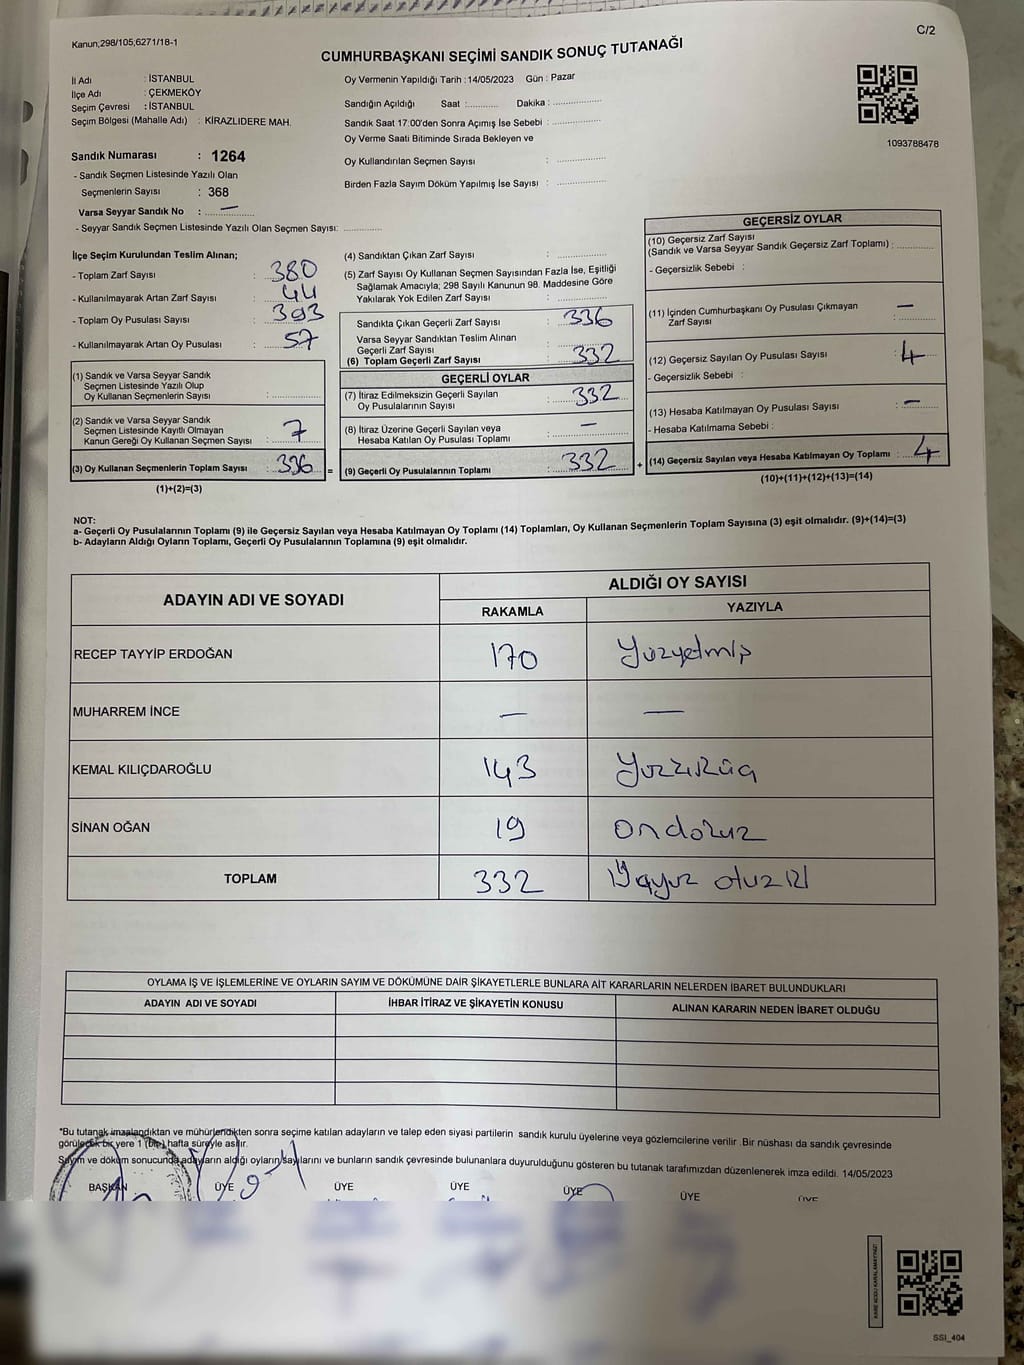 Kanun;298/105,6271/18-1
C/2
CUMHURBAŞKANI SEÇİMİ SANDIK SONUÇ TUTANAĞI
İl Adı : İSTANBUL
İlçe Adı : ÇEKMEKÖY
Seçim Çevresi : İSTANBUL
Seçim Bölgesi (Mahalle Adı) : KİRAZLIDERE MAH.
Sandık Numarası : 1264
- Sandık Seçmen Listesinde Yazılı Olan
Seçmenlerin Sayısı : 368
Varsa Seyyar Sandık No : —
- Seyyar Sandık Seçmen Listesinde Yazılı Olan Seçmen Sayısı:
Oy Vermenin Yapıldığı Tarih : 14/05/2023 Gün : Pazar
Sandığın Açıldığı Saat : Dakika :
Sandık Saat 17:00'den Sonra Açımış İse Sebebi :
Oy Verme Saati Bitiminde Sırada Bekleyen ve
Oy Kullandırılan Seçmen Sayısı :
Birden Fazla Sayım Döküm Yapılmış İse Sayısı :
1093788478
İlçe Seçim Kurulundan Teslim Alınan;
- Toplam Zarf Sayısı : 380
- Kullanılmayarak Artan Zarf Sayısı : 44
- Toplam Oy Pusulası Sayısı : 393
- Kullanılmayarak Artan Oy Pusulası : 57
(1) Sandık ve Varsa Seyyar Sandık
Seçmen Listesinde Yazılı Olup
Oy Kullanan Seçmenlerin Sayısı :
(2) Sandık ve Varsa Seyyar Sandık
Seçmen Listesinde Kayıtlı Olmayan
Kanun Gereği Oy Kullanan Seçmen Sayısı : 7
(3) Oy Kullanan Seçmenlerin Toplam Sayısı : 336 =
(1)+(2)=(3)
(4) Sandıktan Çıkan Zarf Sayısı :
(5) Zarf Sayısı Oy Kullanan Seçmen Sayısından Fazla İse, Eşitliği
Sağlamak Amacıyla; 298 Sayılı Kanunun 98. Maddesine Göre
Yakılarak Yok Edilen Zarf Sayısı :
Sandıkta Çıkan Geçerli Zarf Sayısı : 336
Varsa Seyyar Sandıktan Teslim Alınan
Geçerli Zarf Sayısı :
(6) Toplam Geçerli Zarf Sayısı : 332
GEÇERLİ OYLAR
(7) İtiraz Edilmeksizin Geçerli Sayılan
Oy Pusulalarının Sayısı : 332
(8) İtiraz Üzerine Geçerli Sayılan veya
Hesaba Katılan Oy Pusulası Toplamı : —
(9) Geçerli Oy Pusulalarının Toplamı : 332 +
GEÇERSİZ OYLAR
(10) Geçersiz Zarf Sayısı
(Sandık ve Varsa Seyyar Sandık Geçersiz Zarf Toplamı) :
- Geçersizlik Sebebi :
(11) İçinden Cumhurbaşkanı Oy Pusulası Çıkmayan
Zarf Sayısı : —
(12) Geçersiz Sayılan Oy Pusulası Sayısı : 4
- Geçersizlik Sebebi :
(13) Hesaba Katılmayan Oy Pusulası Sayısı : —
- Hesaba Katılmama Sebebi :
(14) Geçersiz Sayılan veya Hesaba Katılmayan Oy Toplamı : 4
(10)+(11)+(12)+(13)=(14)
NOT:
a- Geçerli Oy Pusulalarının Toplamı (9) ile Geçersiz Sayılan veya Hesaba Katılmayan Oy Toplamı (14) Toplamları, Oy Kullanan Seçmenlerin Toplam Sayısına (3) eşit olmalıdır. (9)+(14)=(3)
b- Adayların Aldığı Oyların Toplamı, Geçerli Oy Pusulalarının Toplamına (9) eşit olmalıdır.
ADAYIN ADI VE SOYADI
ALDIĞI OY SAYISI
RAKAMLA YAZIYLA
RECEP TAYYİP ERDOĞAN 170 Yüzyetmiş
MUHARREM İNCE — —
KEMAL KILIÇDAROĞLU 143 Yüzkırküç
SİNAN OĞAN 19 ondokuz
TOPLAM 332 Üçyüz otuz iki
OYLAMA İŞ VE İŞLEMLERİNE VE OYLARIN SAYIM VE DÖKÜMÜNE DAİR ŞİKAYETLERLE BUNLARA AİT KARARLARIN NELERDEN İBARET BULUNDUKLARI
ADAYIN ADI VE SOYADI İHBAR İTİRAZ VE ŞİKAYETİN KONUSU ALINAN KARARIN NEDEN İBARET OLDUĞU
*Bu tutanak imzalandıktan ve mühürlendikten sonra seçime katılan adayların ve talep eden siyasi partilerin sandık kurulu üyelerine veya gözlemcilerine verilir. Bir nüshası da sandık çevresinde
görülecek bir yere 1 (bir) hafta süreyle asılır.
Sayım ve döküm sonucunda adayların aldığı oyların sayılarını ve bunların sandık çevresinde bulunanlara duyurulduğunu gösteren bu tutanak tarafımızdan düzenlenerek imza edildi. 14/05/2023
BAŞKAN ÜYE ÜYE ÜYE ÜYE ÜYE ÜYE
KARE KODU KARALAMAYINIZ!
SSI_404